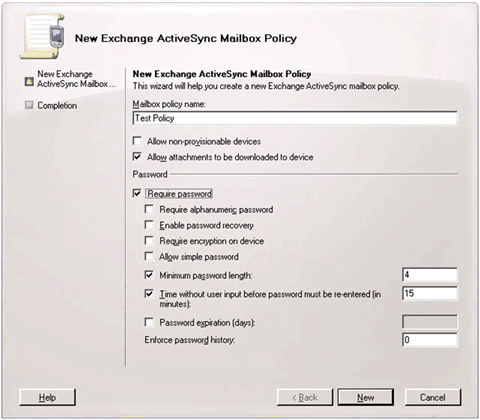 New Exchange ActiveSync Mailbox Policy
New Exchange
ActiveSync Mailbox ...
Completion
New Exchange ActiveSync Mailbox Policy
This wizard will help you create a new Exchange ActiveSync mailbox policy.
Mailbox policy name:
Test Policy
Allow non-provisionable devices
Allow attachments to be downloaded to device
Password
Require password
Require alphanumeric password
Enable password recovery
Require encryption on device
Allow simple password
Minimum password length: 4
Time without user input before password must be re-entered (in 15
minutes):
Password expiration (days):
Enforce password history: 0
Help
< Back
New
Cancel